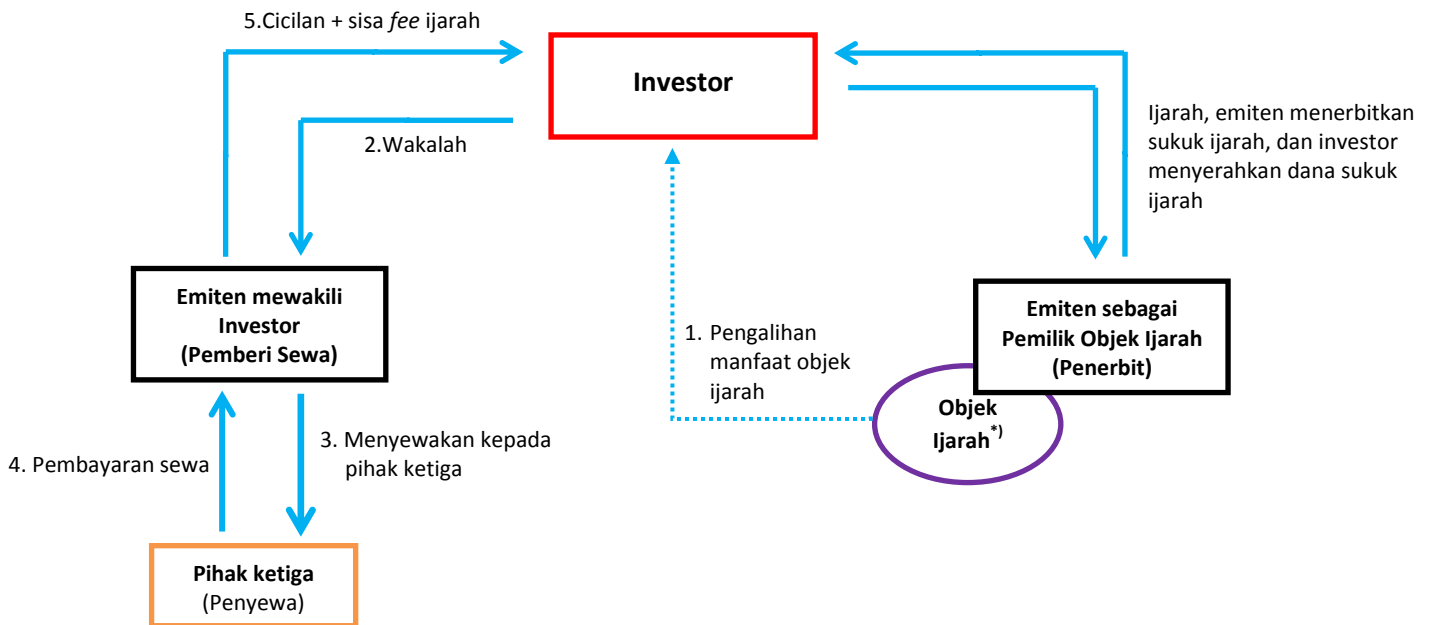 5.Cicilan + sisa fee ijarah
Investor
2.Wakalah
Ijarah, emiten menerbitkan
sukuk ijarah, dan investor
menyerahkan dana sukuk
ijarah
Emiten mewakili
Investor
(Pemberi Sewa)
1. Pengalihan
manfaat objek
ijarah
Emiten sebagai
Pemilik Objek Ijarah
(Penerbit)
Objek
Ijarah*)
4. Pembayaran sewa
3. Menyewakan kepada
pihak ketiga
Pihak ketiga
(Penyewa)